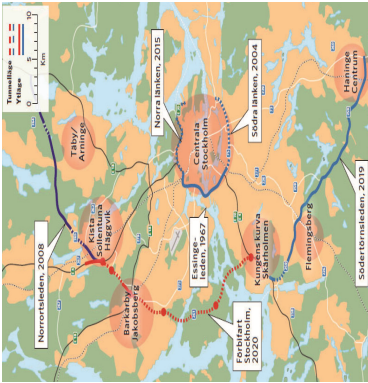 Tunnelläge
Ytläge
0 5 10
Km
Norrortsleden, 2008
Täby/
Arninge
Kista
Sollentuna
Häggvik
Barkarby/
Jakobsberg
Norra länken, 2015
Centrala
Stockholm
Essinge-
leden, 1967
Södra länken, 2004
Förbifart
Stockholm,
2020
Kungens kurva
Skärholmen
Flemingsberg
Haninge
Centrum
Södertörnsleden, 2019